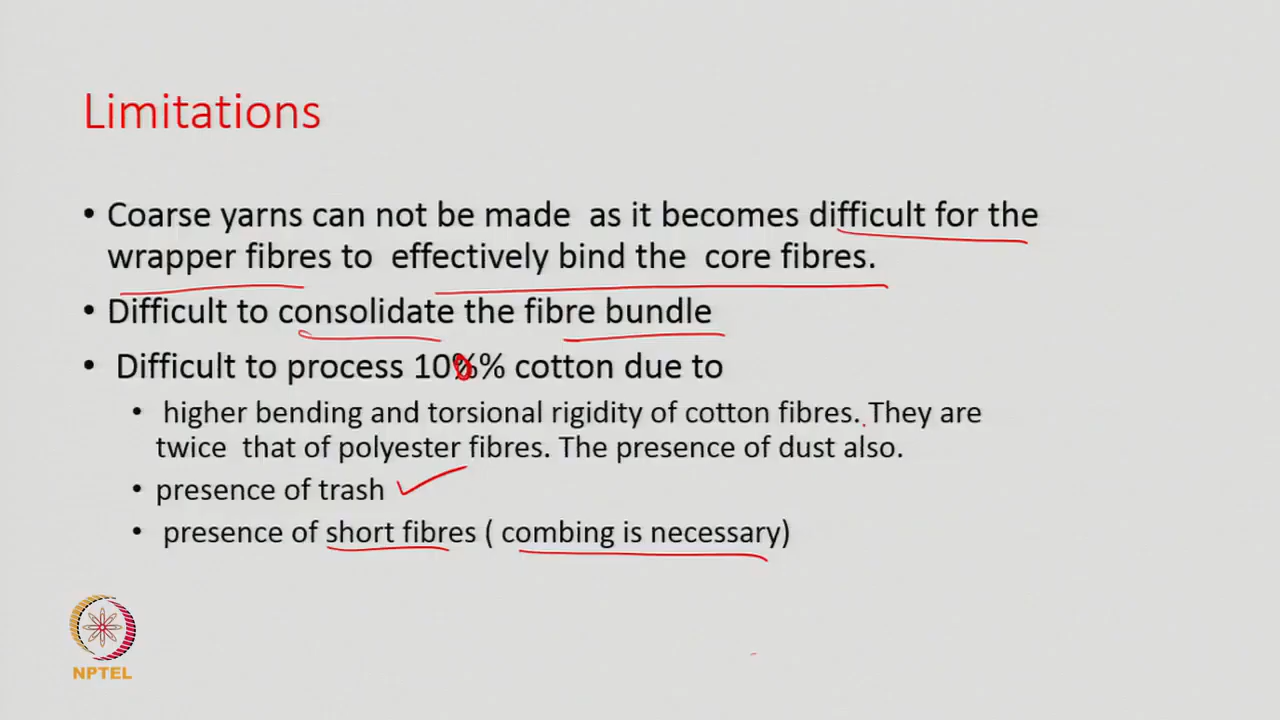 Limitations
• Coarse yarns can not be made as it becomes difficult for the
wrapper fibres to effectively bind the core fibres.
• Difficult to consolidate the fibre bundle
• Difficult to process 100% cotton due to
• higher bending and torsional rigidity of cotton fibres. They are
twice that of polyester fibres. The presence of dust also.
• presence of trash
• presence of short fibres ( combing is necessary)
NPTEL